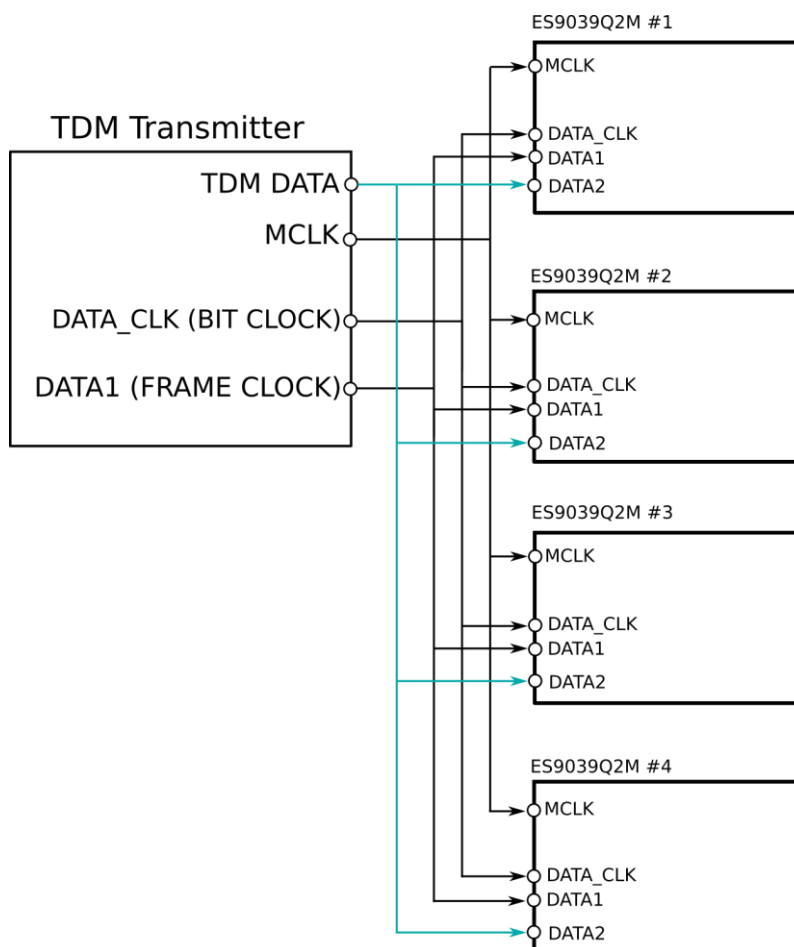 TDM Transmitter
TDM DATA
MCLK
DATA_CLK (BIT CLOCK)
DATA1 (FRAME CLOCK)
ES9039Q2M #1
MCLK
DATA_CLK
DATA1
DATA2
ES9039Q2M #2
MCLK
DATA_CLK
DATA1
DATA2
ES9039Q2M #3
MCLK
DATA_CLK
DATA1
DATA2
ES9039Q2M #4
MCLK
DATA_CLK
DATA1
DATA2